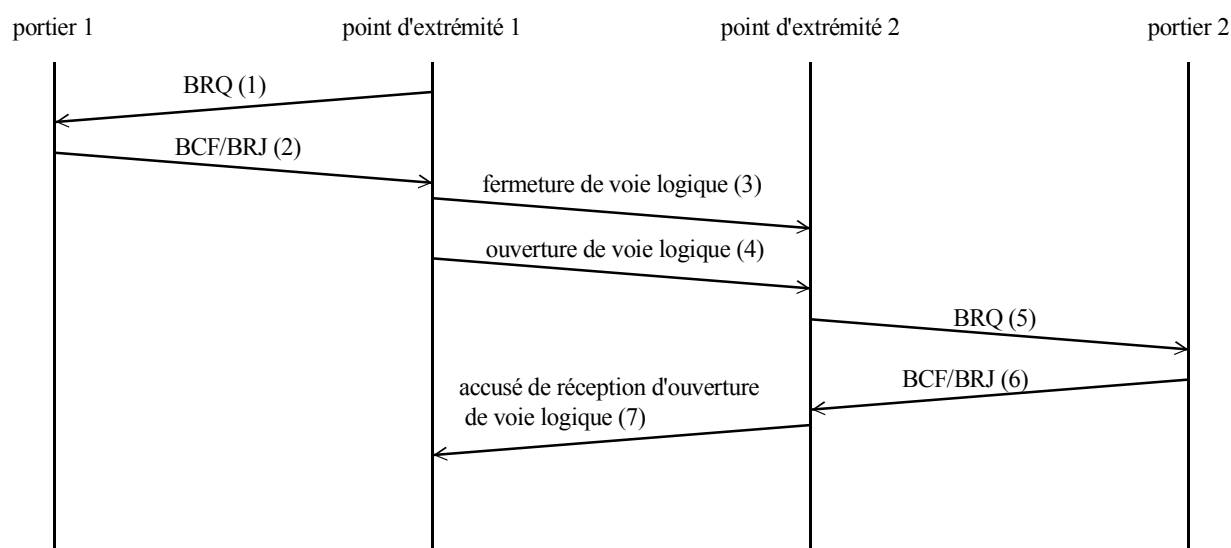 portier 1
point d'extrémité 1
point d'extrémité 2
portier 2
BRQ (1)
BCF/BRJ (2)
fermeture de voie logique (3)
ouverture de voie logique (4)
BRQ (5)
BCF/BRJ (6)
accusé de réception d'ouverture
de voie logique (7)